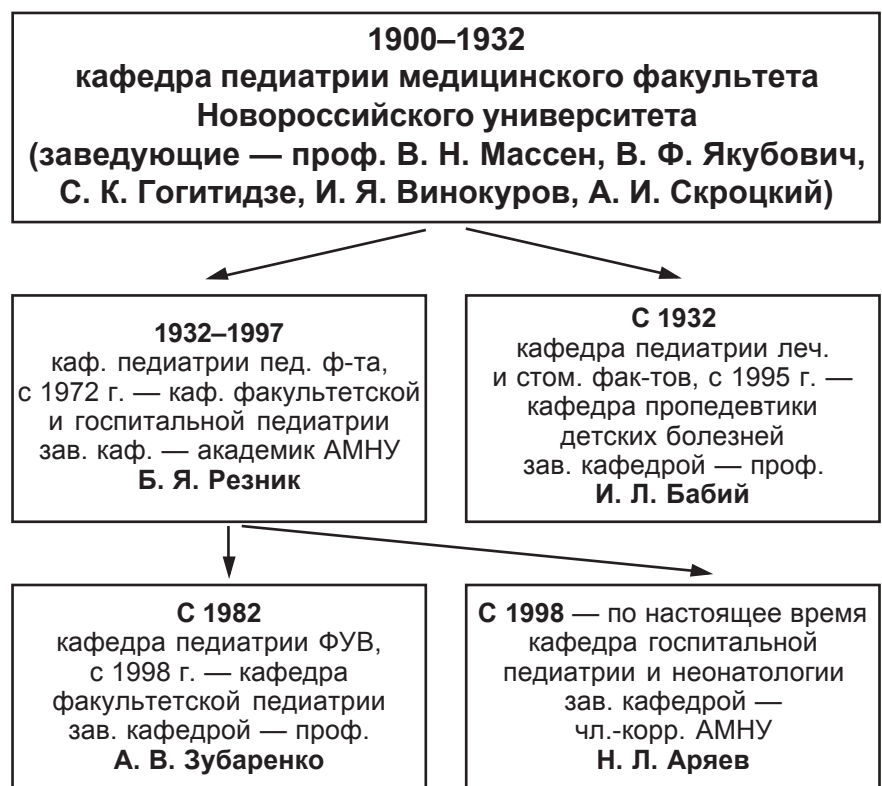 1900–1932
кафедра педиатрии медицинского факультета
Новороссийского университета
(заведующие — проф. В. Н. Массен, В. Ф. Якубович,
С. К. Гогитидзе, И. Я. Винокуров, А. И. Скроцкий)
1932–1997
каф. педиатрии пед. ф-та,
с 1972 г. — каф. факультетской
и госпитальной педиатрии
зав. каф. — академик АМНУ
Б. Я. Резник
С 1932
кафедра педиатрии леч.
и стом. фак-тов, с 1995 г. —
кафедра пропедевтики
детских болезней
зав. кафедрой — проф.
И. Л. Бабий
С 1982
кафедра педиатрии ФУВ,
с 1998 г. — кафедра
факультетской педиатрии
зав. кафедрой — проф.
А. В. Зубаренко
С 1998 — по настоящее время
кафедра госпитальной
педиатрии и неонатологии
зав. кафедрой —
чл.-корр. АМНУ
Н. Л. Аряев